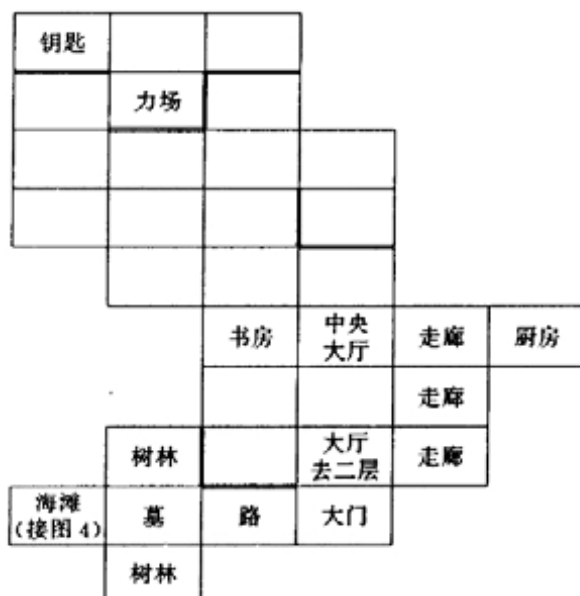 钥匙
力场
书房
中央
大厅
走廊
厨房
走廊
树林
大厅
去二层
走廊
海滩
(接图4)
墓
路
大门
树林